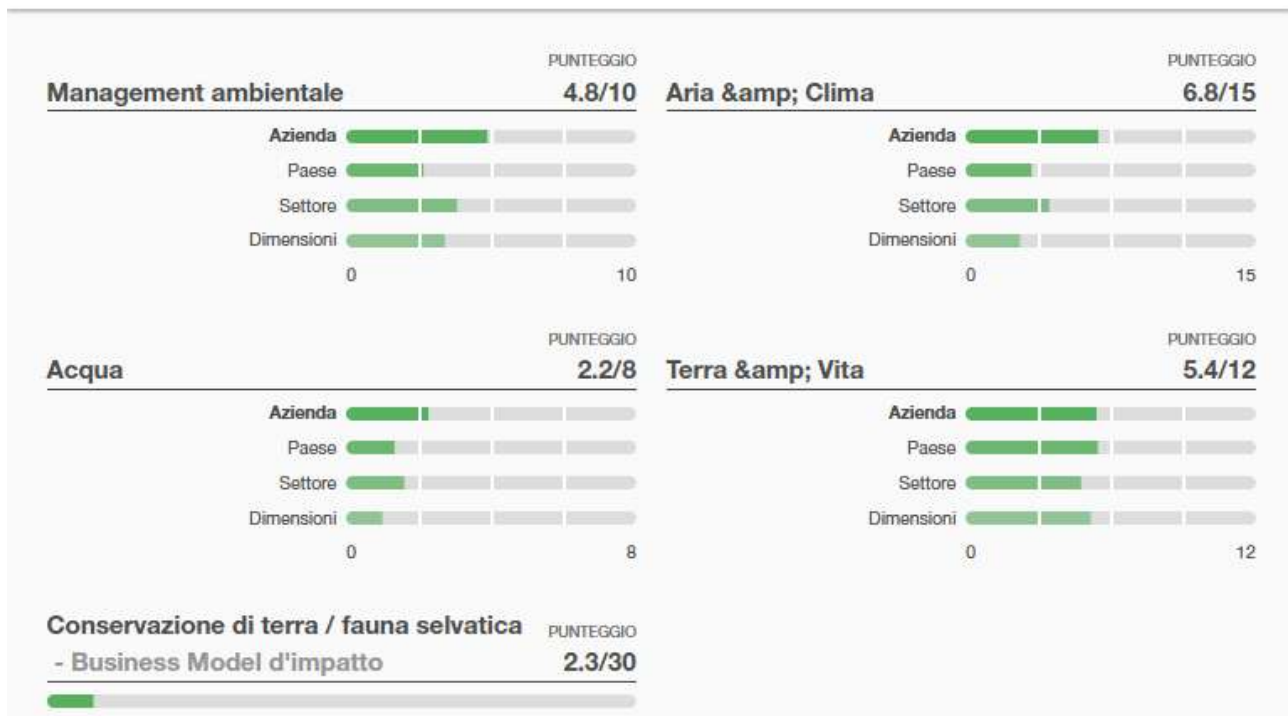 PUNTEGGIO
Management ambientale 4.8/10
Azienda
Paese
Settore
Dimensioni
0 10
PUNTEGGIO
Aria &amp; Clima 6.8/15
Azienda
Paese
Settore
Dimensioni
0 15
PUNTEGGIO
Acqua 2.2/8
Azienda
Paese
Settore
Dimensioni
0 8
PUNTEGGIO
Terra &amp; Vita 5.4/12
Azienda
Paese
Settore
Dimensioni
0 12
Conservazione di terra / fauna selvatica PUNTEGGIO
- Business Model d'impatto 2.3/30